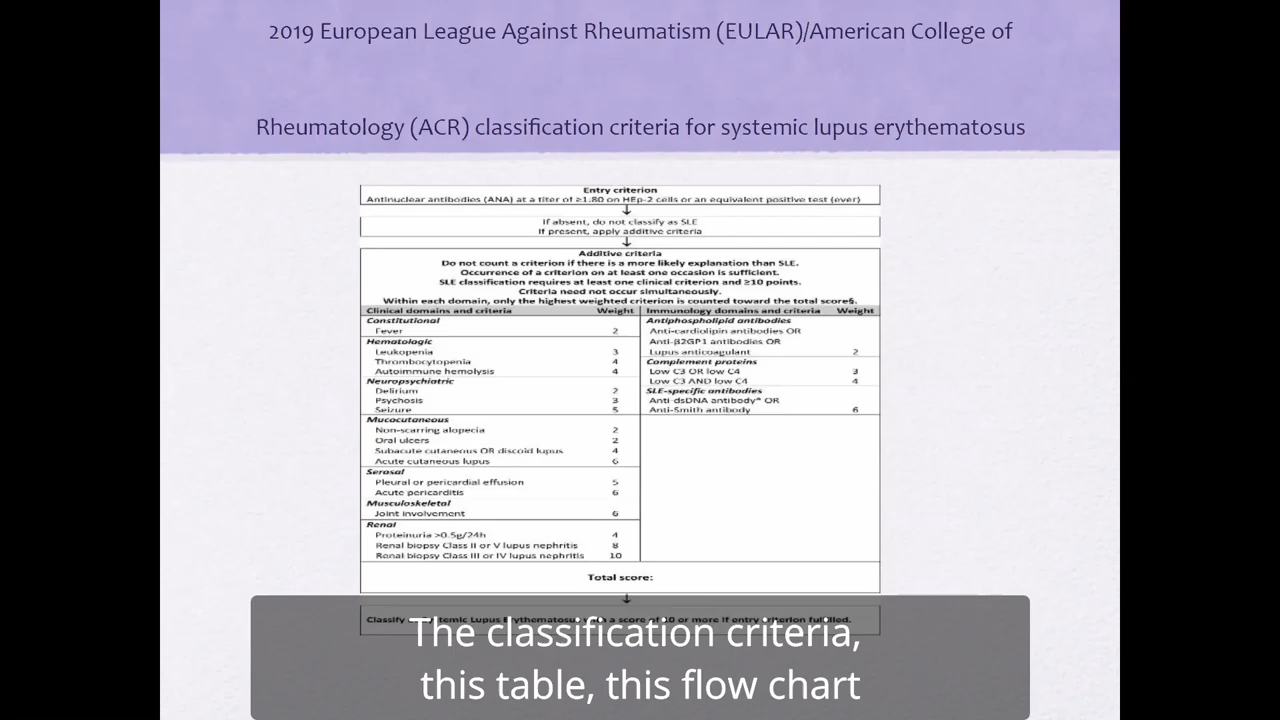 2019 European League Against Rheumatism (EULAR)/American College of
Rheumatology (ACR) classification criteria for systemic lupus erythematosus
Entry criterion
Antinuclear antibodies (ANA) at a titer of ≥1:80 on HEp-2 cells or an equivalent positive test (ever)
If absent, do not classify as SLE
If present, apply additive criteria
Additive criteria
Do not count a criterion if there is a more likely explanation than SLE.
Occurrence of a criterion on at least one occasion is sufficient.
SLE classification requires at least one clinical criterion and ≥10 points.
Criteria need not occur simultaneously.
Within each domain, only the highest weighted criterion is counted toward the total score§.
Clinical domains and criteria Weight
Constitutional
Fever 2
Hematologic
Leukopenia 3
Thrombocytopenia 4
Autoimmune hemolysis 4
Neuropsychiatric
Delirium 2
Psychosis 3
Seizure 5
Mucocutaneous
Non-scarring alopecia 2
Oral ulcers 2
Subacute cutaneous OR discoid lupus 4
Acute cutaneous lupus 6
Serosal
Pleural or pericardial effusion 5
Acute pericarditis 6
Musculoskeletal
Joint involvement 6
Renal
Proteinuria >0.5g/24h 4
Renal biopsy Class II or V lupus nephritis 8
Renal biopsy Class III or IV lupus nephritis 10
Immunology domains and criteria Weight
Antiphospholipid antibodies
Anti-cardiolipin antibodies OR
Anti-β2GP1 antibodies OR
Lupus anticoagulant 2
Complement proteins
Low C3 OR low C4 3
Low C3 AND low C4 4
SLE-specific antibodies
Anti-dsDNA antibody* OR
Anti-Smith antibody 6
Total score:
Classify Erythematosus with a score of 10 or more if entry criterion fulfilled.
The classification criteria,
this table, this flow chart